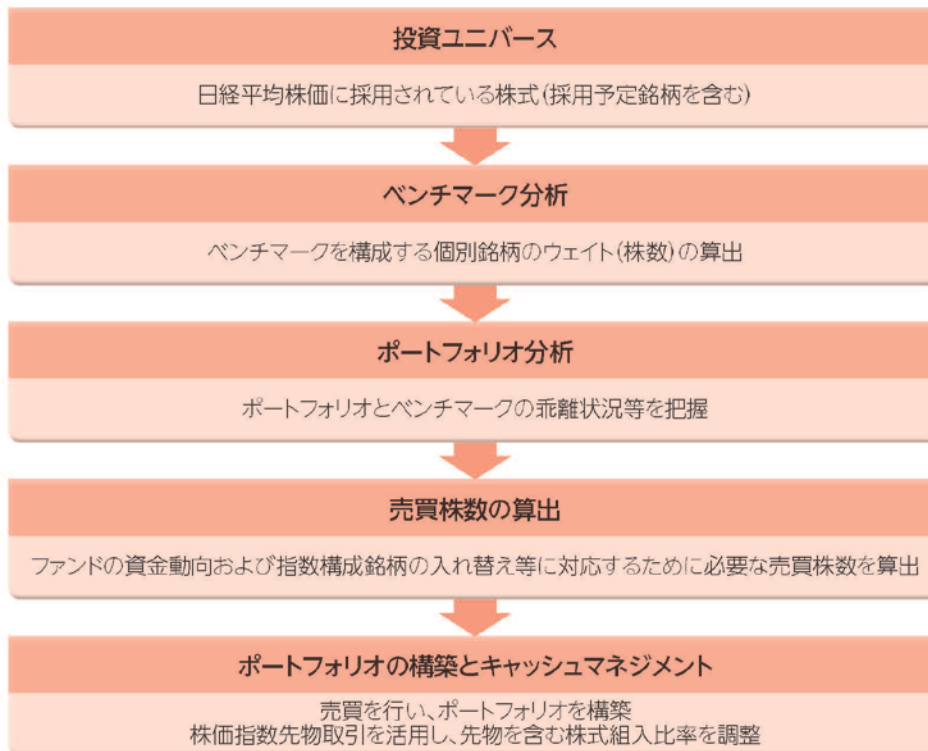 投資ユニバース
日経平均株価に採用されている株式(採用予定銘柄を含む)
ベンチマーク分析
ベンチマークを構成する個別銘柄のウェイト(株数)の算出
ポートフォリオ分析
ポートフォリオとベンチマークの乖離状況等を把握
売買株数の算出
ファンドの資金動向および指数構成銘柄の入れ替え等に対応するために必要な売買株数を算出
ポートフォリオの構築とキャッシュマネジメント
売買を行い、ポートフォリオを構築
株価指数先物取引を活用し、先物を含む株式組入比率を調整